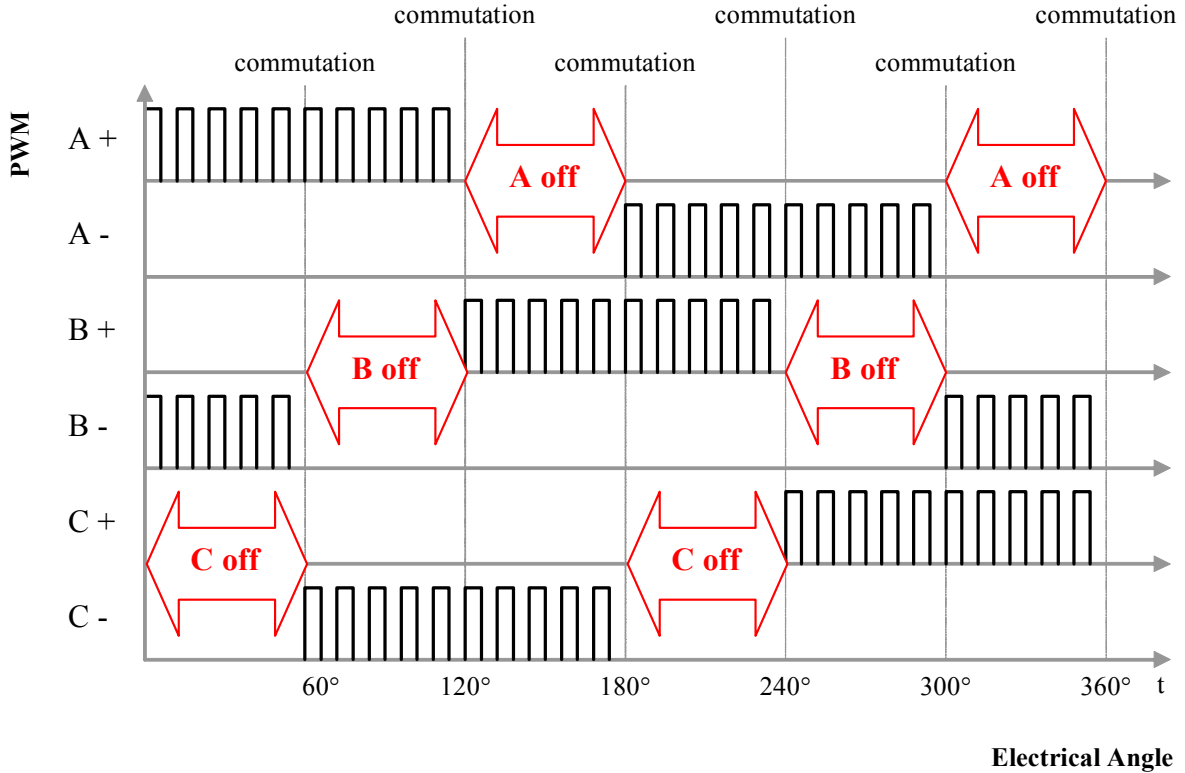 commutation commutation commutation
commutation commutation commutation
PWM
A +
A off A off
A -
B +
B off B off
B -
C +
C off C off
C -
60° 120° 180° 240° 300° 360° t
Electrical Angle